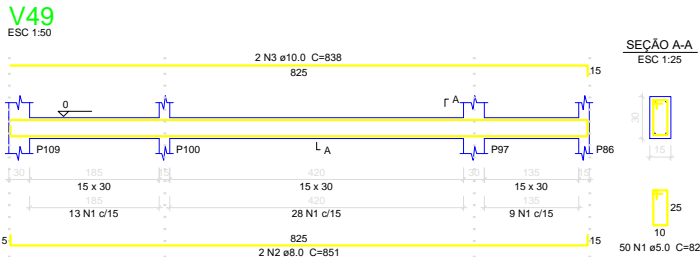 V49
ESC 1:50
2 N3 ø10.0 C=838
825
15
SEÇÃO A-A
ESC 1:25
0
A
A
P109
P100
P97
P86
30
185
15
420
30
135
15
15 x 30
15 x 30
15 x 30
185
420
135
13 N1 c/15
28 N1 c/15
9 N1 c/15
30
15
25
10
50 N1 ø5.0 C=82
5
825
15
2 N2 ø8.0 C=851